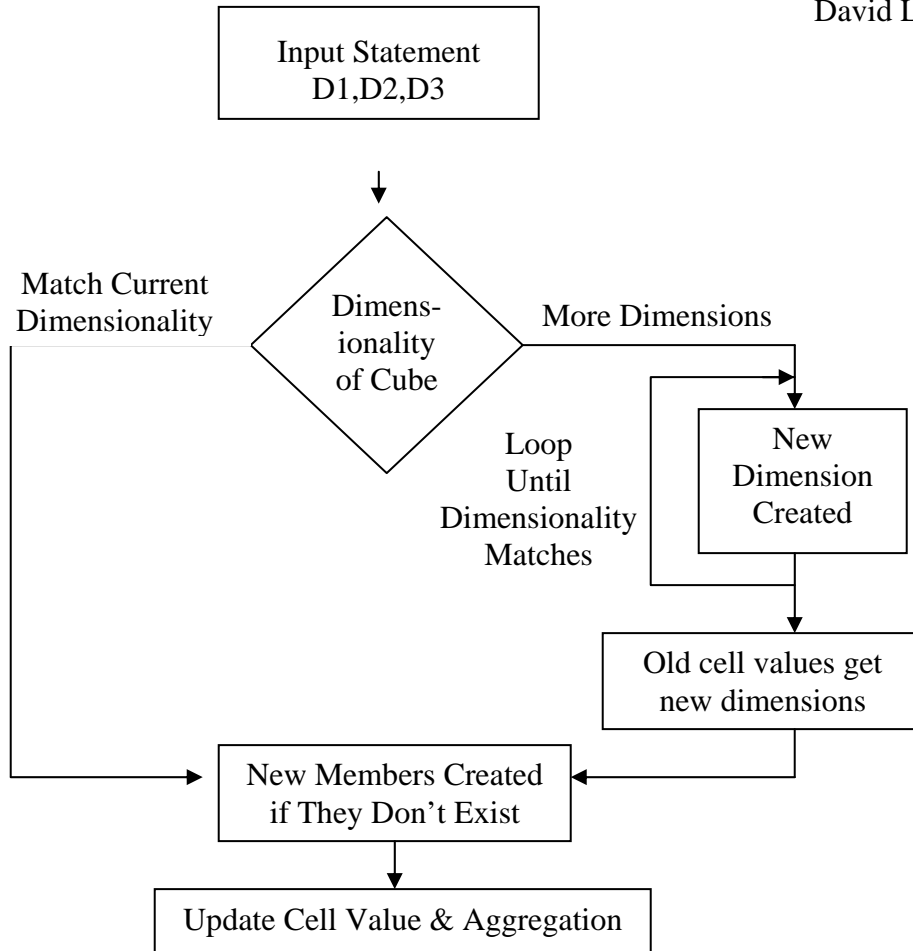 David L
Input Statement
D1,D2,D3
Match Current
Dimensionality
Dimens-
ionality
of Cube
More Dimensions
Loop
Until
Dimensionality
Matches
New
Dimension
Created
Old cell values get
new dimensions
New Members Created
if They Don’t Exist
Update Cell Value & Aggregation